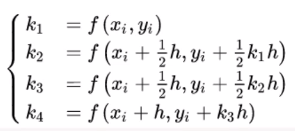 k₁ = f(xᵢ, yᵢ)
k₂ = f(xᵢ + ½h, yᵢ + ½k₁h)
k₃ = f(xᵢ + ½h, yᵢ + ½k₂h)
k₄ = f(xᵢ + h, yᵢ + k₃h)